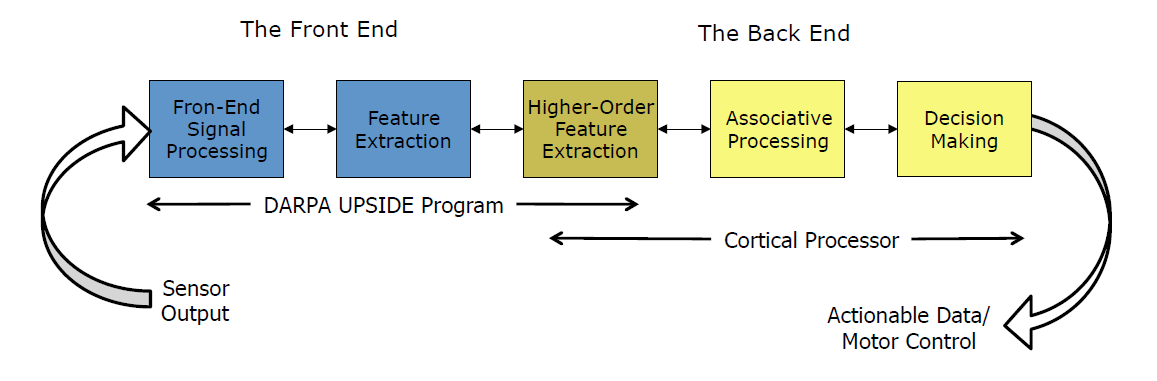 The Front End
The Back End
Fron-End
Signal
Processing
Feature
Extraction
Higher-Order
Feature
Extraction
Associative
Processing
Decision
Making
DARPA UPSIDE Program
Cortical Processor
Sensor
Output
Actionable Data/
Motor Control